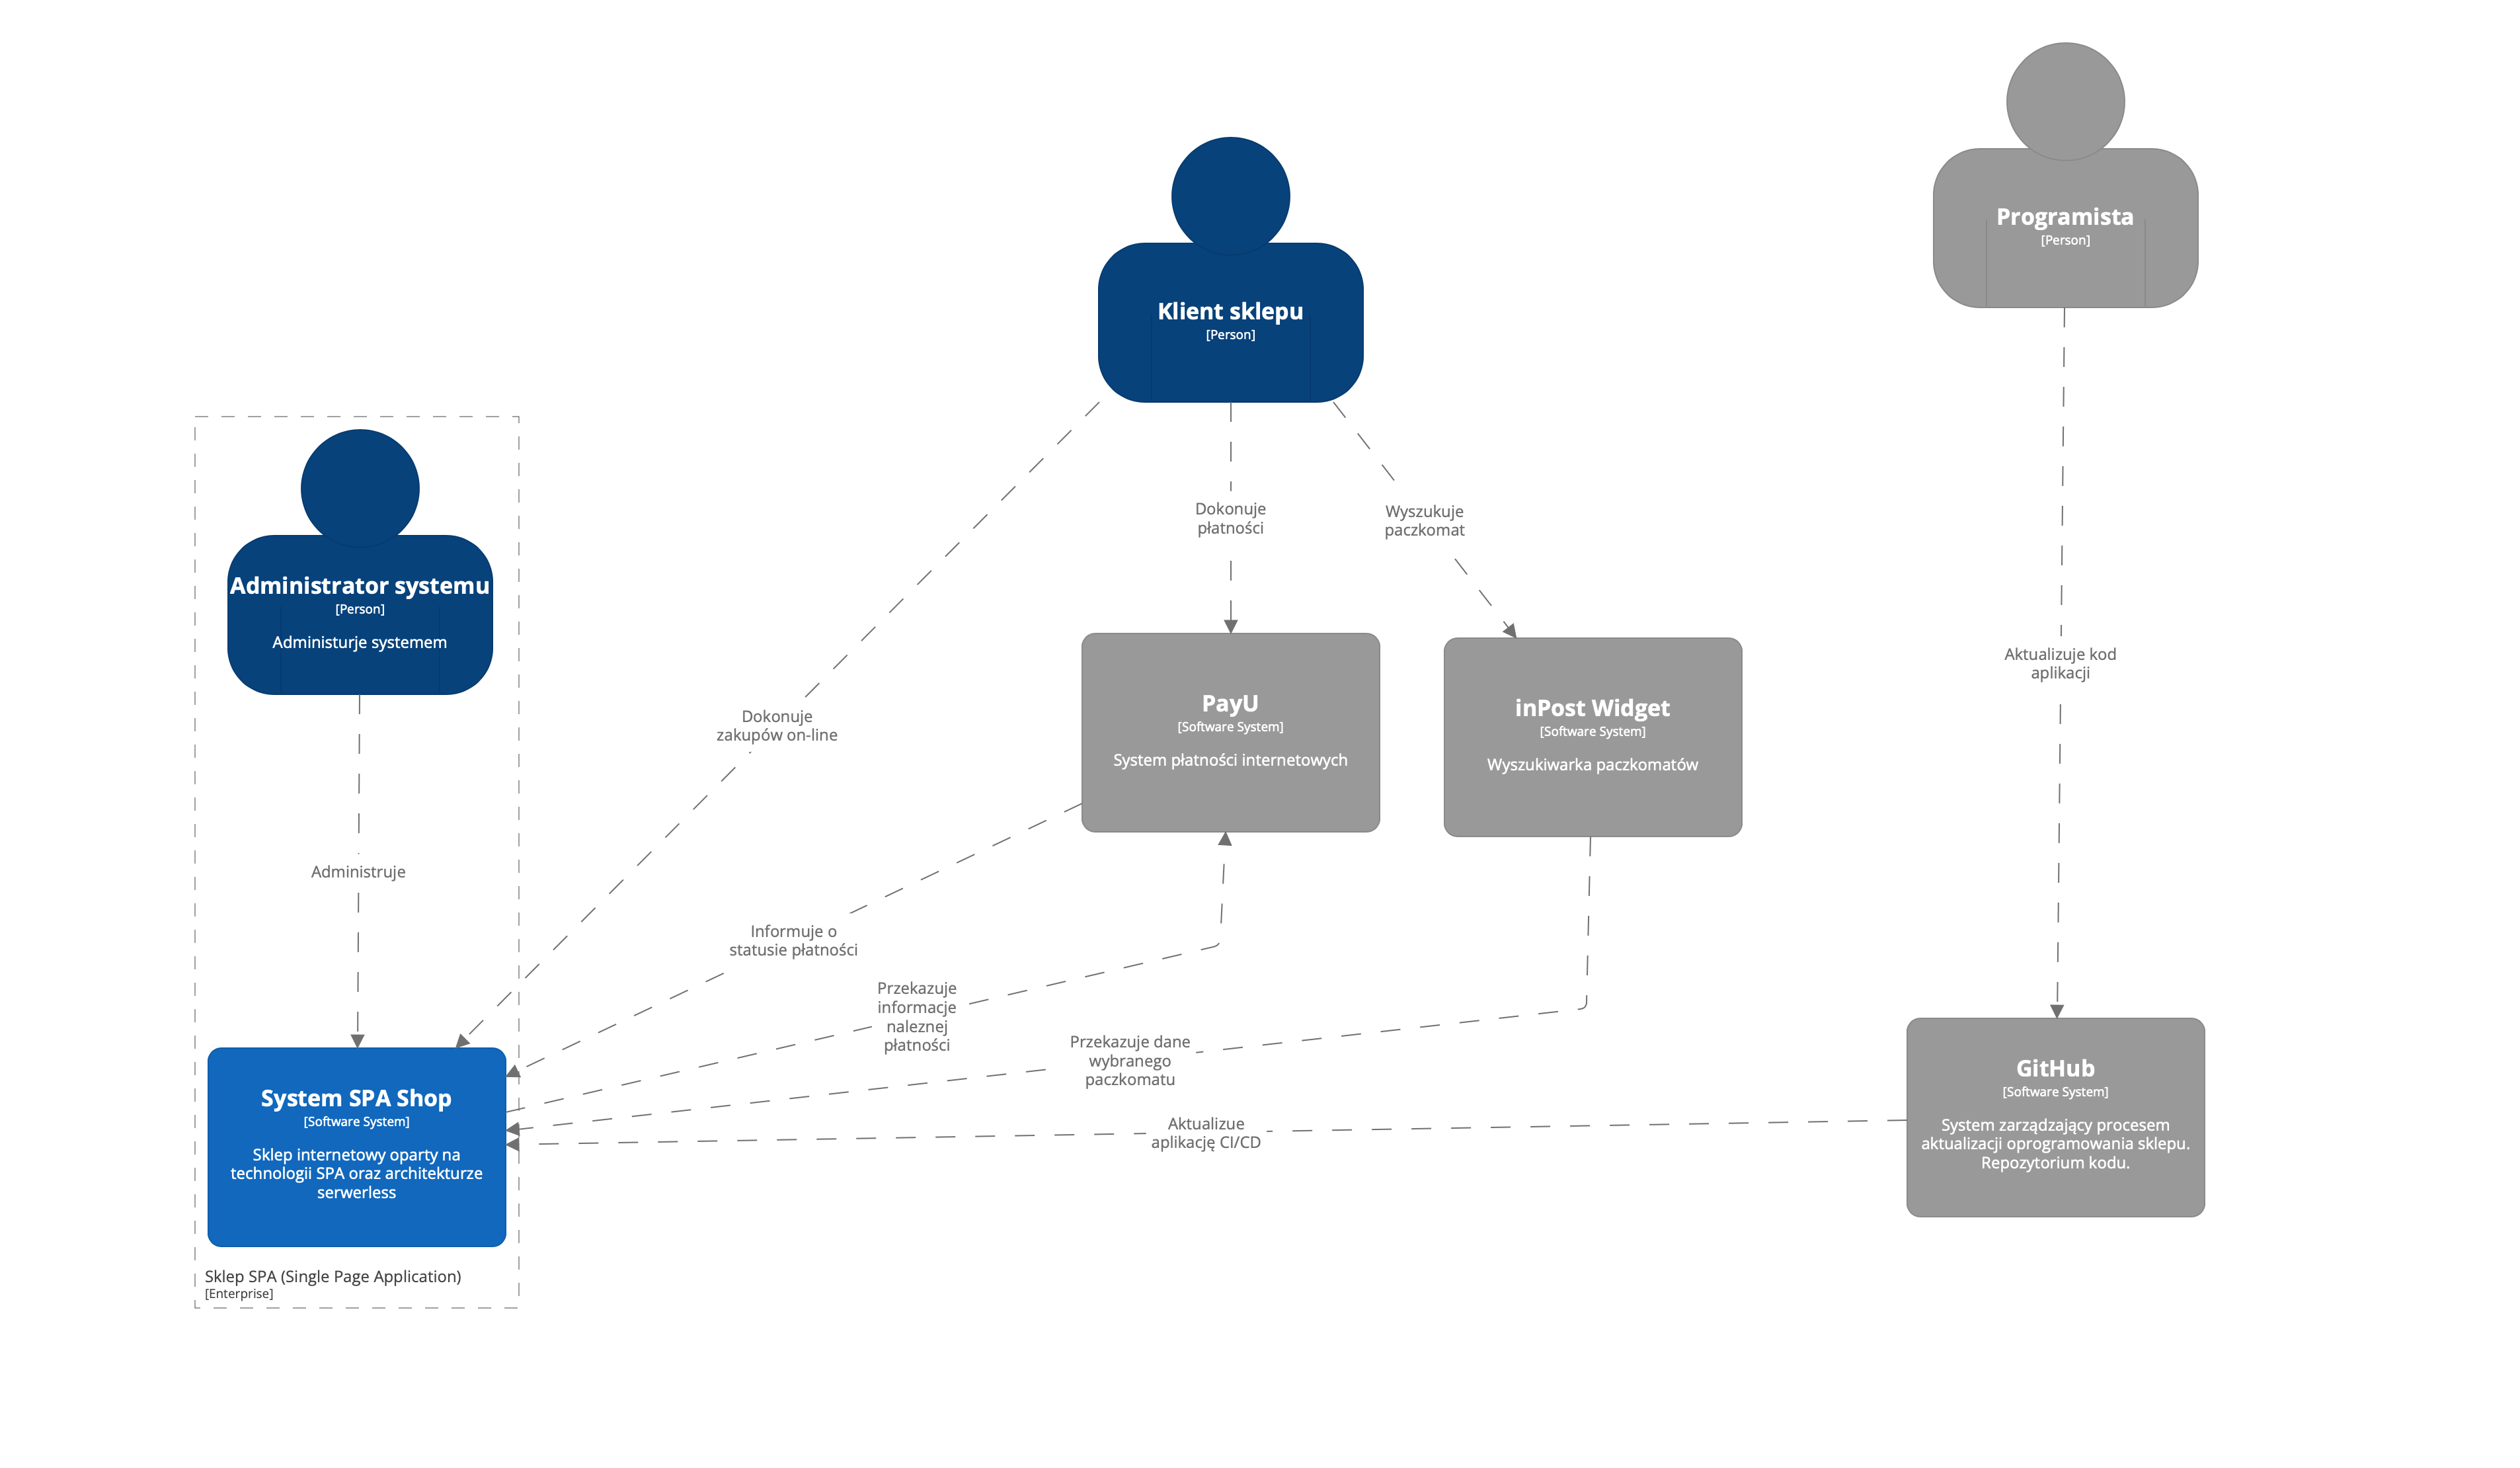 Programista
[Person]
Klient sklepu
[Person]
Administrator systemu
[Person]
Administurje systemem
Dokonuje
płatności
Wyszukuje
paczkomat
Aktualizuje kod
aplikacji
Dokonuje
zakupów on-line
PayU
[Software System]
System płatności internetowych
inPost Widget
[Software System]
Wyszukiwarka paczkomatów
Administruje
Informuje o
statusie płatności
Przekazuje
informacje
naleznej
płatności
Przekazuje dane
wybranego
paczkomatu
Aktualizue
aplikację CI/CD
System SPA Shop
[Software System]
Sklep internetowy oparty na
technologii SPA oraz architekturze
serwerless
GitHub
[Software System]
System zarządzający procesem
aktualizacji oprogramowania sklepu.
Repozytorium kodu.
Sklep SPA (Single Page Application)
[Enterprise]